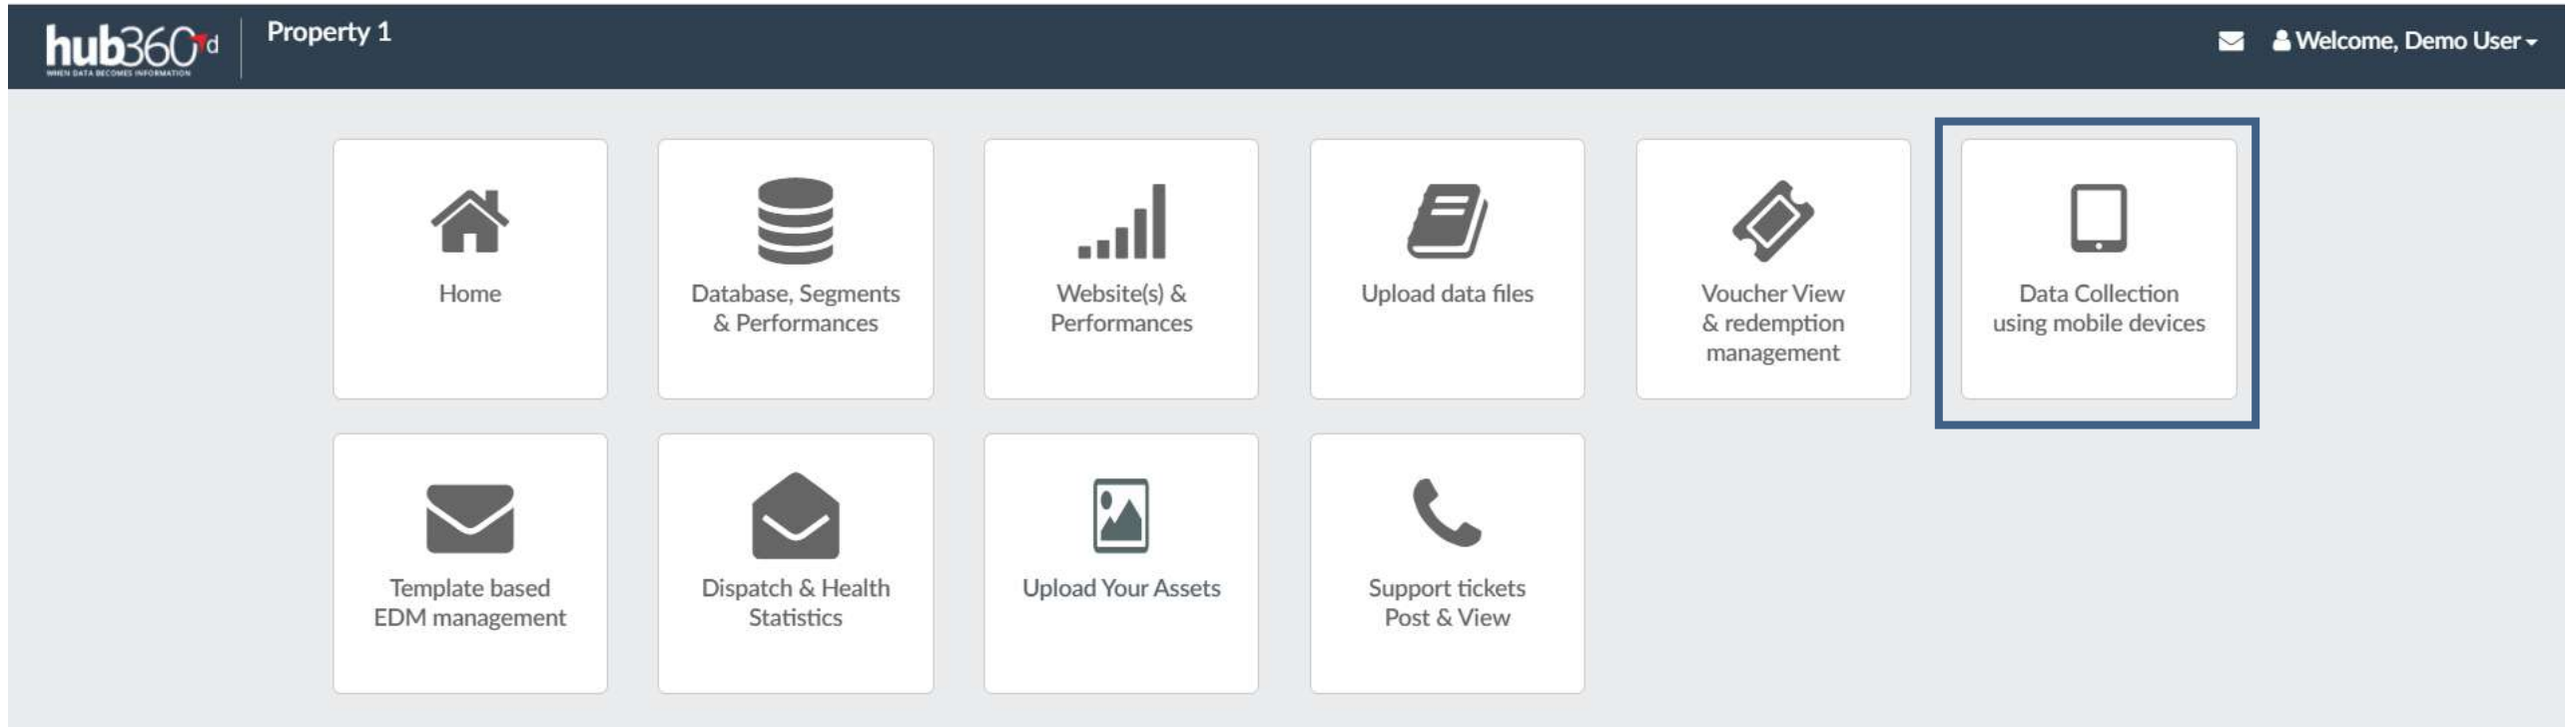 hub360d
WHEN DATA BECOMES INFORMATION
Property 1
Welcome, Demo User
Home
Database, Segments
& Performances
Website(s) &
Performances
Upload data files
Voucher View
& redemption
management
Data Collection
using mobile devices
Template based
EDM management
Dispatch & Health
Statistics
Upload Your Assets
Support tickets
Post & View